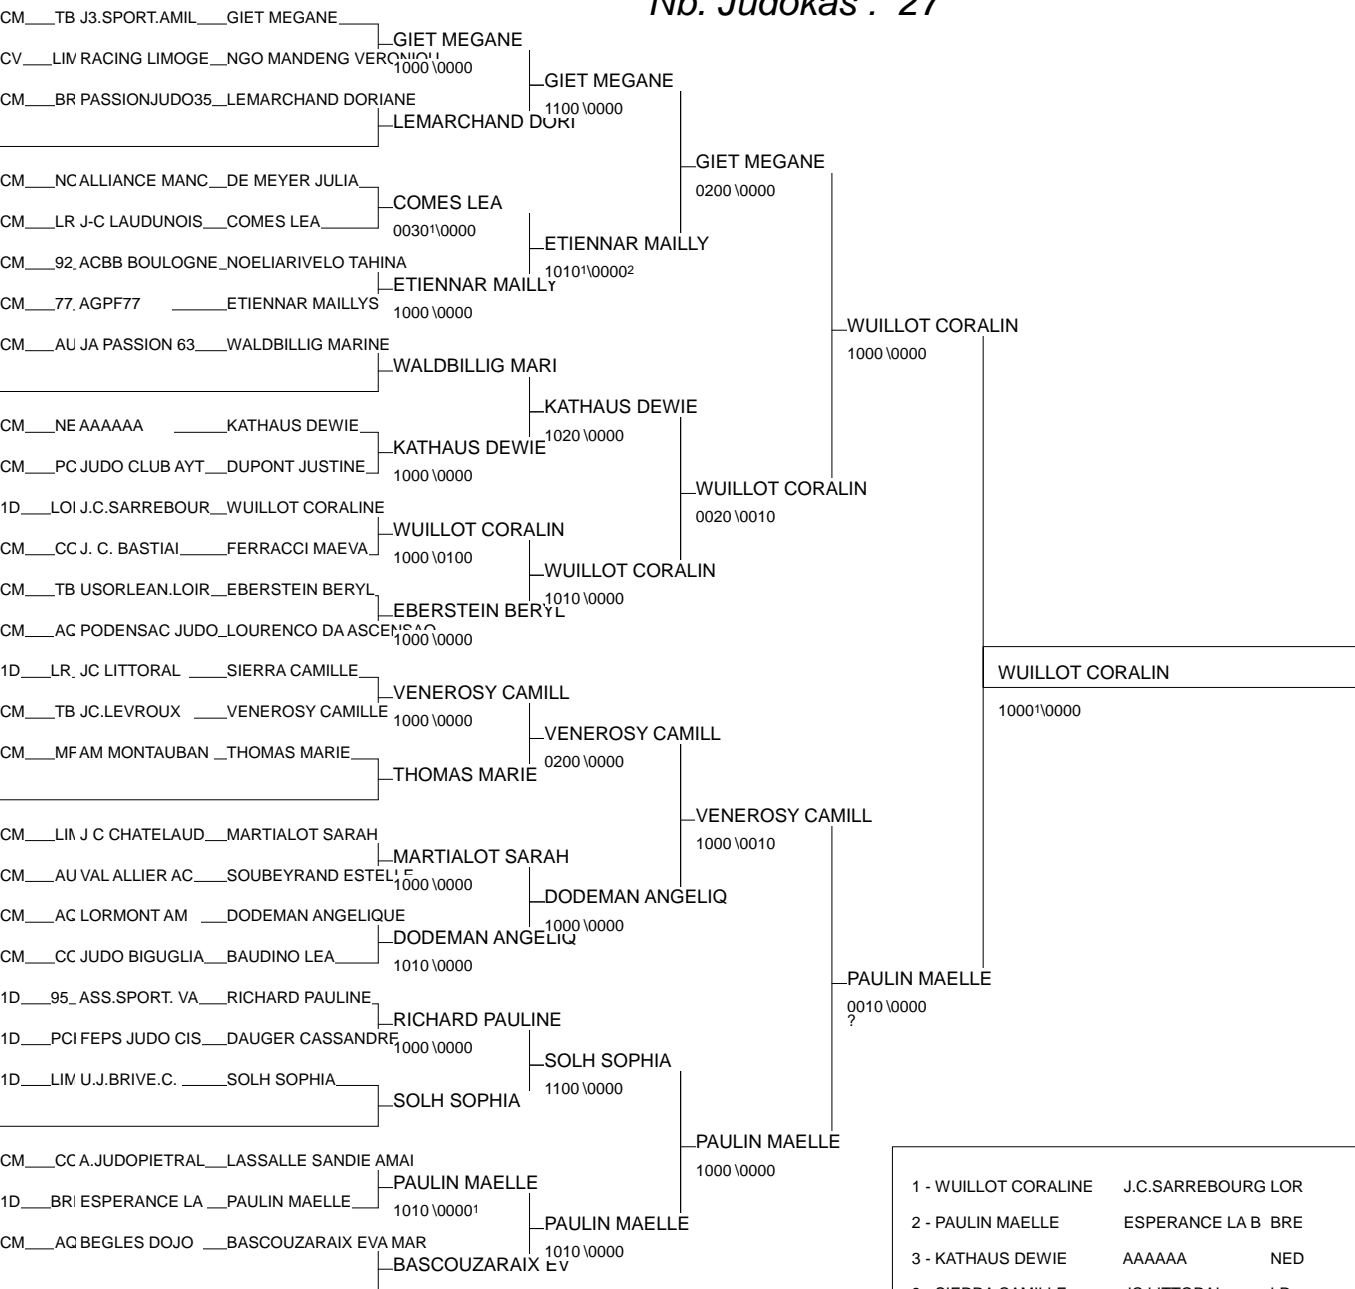 Nb. Judokas : 27
CM TB J3.SPORT.AMIL GIET MEGANE
GIET MEGANE
CV LIM RACING LIMOGE NGO MANDENG VERONIQU
1000 \0000
GIET MEGANE
CM BR PASSIONJUDO35 LEMARCHAND DORIANE
1100 \0000
LEMARCHAND DORI
GIET MEGANE
CM NO ALLIANCE MANC DE MEYER JULIA
0200 \0000
COMES LEA
CM LR J-C LAUDUNOIS COMES LEA
0030¹\0000
ETIENNAR MAILLY
CM 92 ACBB BOULOGNE NOELIARIVELO TAHINA
1010¹\0000²
ETIENNAR MAILLY
CM 77 AGPF77 ETIENNAR MAILLYS
1000 \0000
WUILLOT CORALIN
CM AU JA PASSION 63 WALDBILLIG MARINE
1000 \0000
WALDBILLIG MARI
KATHAUS DEWIE
CM NE AAAAAA KATHAUS DEWIE
1020 \0000
KATHAUS DEWIE
CM PC JUDO CLUB AYT DUPONT JUSTINE
1000 \0000
WUILLOT CORALIN
1D LOI J.C.SARREBOUR WUILLOT CORALINE
0020 \0010
WUILLOT CORALIN
CM CC J. C. BASTIAI FERRACCI MAEVA
1000 \0100
WUILLOT CORALIN
CM TB USORLEAN.LOIR EBERSTEIN BERYL
1010 \0000
EBERSTEIN BERYL
CM AQ PODENSAC JUDO LOURENCO DA ASCENSAO
1000 \0000
1D LR JC LITTORAL SIERRA CAMILLE
WUILLOT CORALIN
VENEROSY CAMILL
CM TB JC.LEVROUX VENEROSY CAMILLE
1000¹\0000
1000 \0000
VENEROSY CAMILL
CM MP AM MONTAUBAN THOMAS MARIE
0200 \0000
THOMAS MARIE
VENEROSY CAMILL
CM LIM J C CHATELAUD MARTIALOT SARAH
1000 \0010
MARTIALOT SARAH
CM AU VAL ALLIER AC SOUBEYRAND ESTELLE
1000 \0000
DODEMAN ANGELIQ
CM AQ LORMONT AM DODEMAN ANGELIQUE
1000 \0000
DODEMAN ANGELIQ
CM CC JUDO BIGUGLIA BAUDINO LEA
1010 \0000
PAULIN MAELLE
1D 95 ASS.SPORT. VA RICHARD PAULINE
0010 \0000
?
RICHARD PAULINE
1D PCI FEPS JUDO CIS DAUGER CASSANDRE
1000 \0000
SOLH SOPHIA
1D LIM U.J.BRIVE.C. SOLH SOPHIA
1100 \0000
SOLH SOPHIA
PAULIN MAELLE
CM CC A.JUDOPIETRAL LASSALLE SANDIE AMAI
1000 \0000
PAULIN MAELLE
1D BRI ESPERANCE LA PAULIN MAELLE
1010 \0000¹
PAULIN MAELLE
CM AQ BEGLES DOJO BASCOUZARAIX EVA MAR
1010 \0000
BASCOUZARAIX EV
1 - WUILLOT CORALINE J.C.SARREBOURG LOR
2 - PAULIN MAELLE ESPERANCE LA B BRE
3 - KATHAUS DEWIE AAAAAA NED